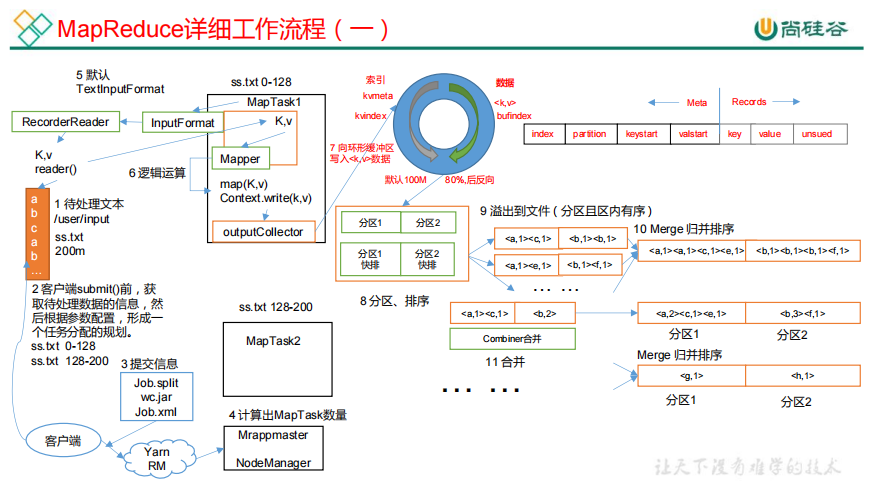 MapReduce详细工作流程（一）
尚硅谷
5 默认
TextInputFormat
ss.txt 0-128
MapTask1
RecorderReader
InputFormat
K,v
K,v
reader()
Mapper
6 逻辑运算
map(K,v)
Context.write(k,v)
outputCollector
a
b
c
a
b
...
1 待处理文本
/user/input
ss.txt
200m
2 客户端submit()前，获
取待处理数据的信息，然
后根据参数配置，形成一
个任务分配的规划。
ss.txt 0-128
ss.txt 128-200
3 提交信息
Job.split
wc.jar
Job.xml
客户端
Yarn
RM
4 计算出MapTask数量
Mrappmaster
NodeManager
ss.txt 128-200
MapTask2
索引
kvmeta
kvindex
数据
<k,v>
bufindex
7 向环形缓冲区
写入<k,v>数据
默认100M
80%,后反向
Meta
Records
index partition keystart valstart key value unsued
分区1 分区2
分区1 分区2
快排 快排
8 分区、排序
9 溢出到文件（分区且区内有序）
<a,1><c,1> <b,1><b,1>
<a,1><e,1> <b,1><f,1>
... ...
10 Merge 归并排序
<a,1><a,1><c,1><e,1> <b,1><b,1><b,1><f,1>
<a,1><c,1> <b,2>
Combiner合并
11 合并
... ...
<a,2><c,1><e,1> <b,3><f,1>
分区1 分区2
Merge 归并排序
<g,1> <h,1>
分区1 分区2
让天下没有难学的技术